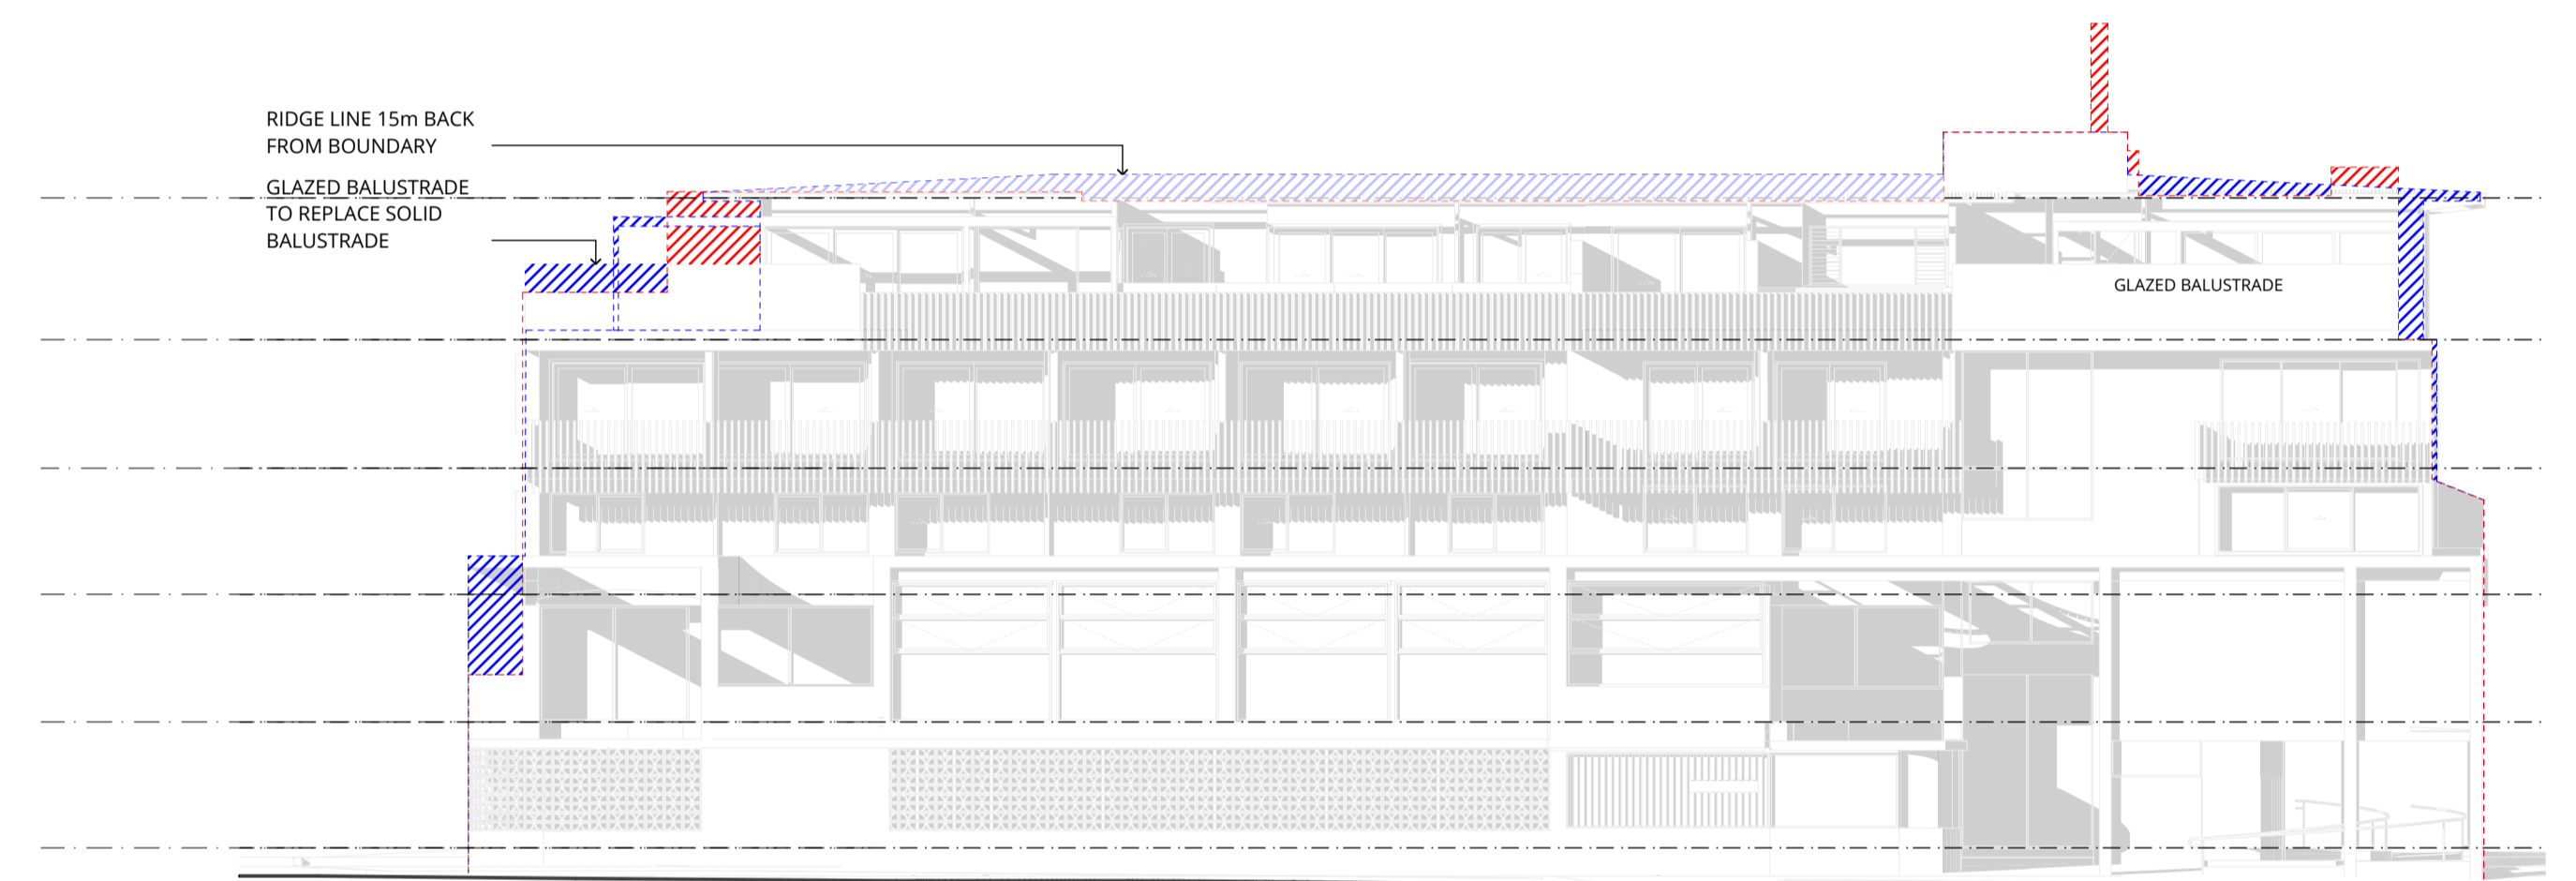 RIDGE LINE 15m BACK
FROM BOUNDARY
GLAZED BALUSTRADE
TO REPLACE SOLID
BALUSTRADE
GLAZED BALUSTRADE